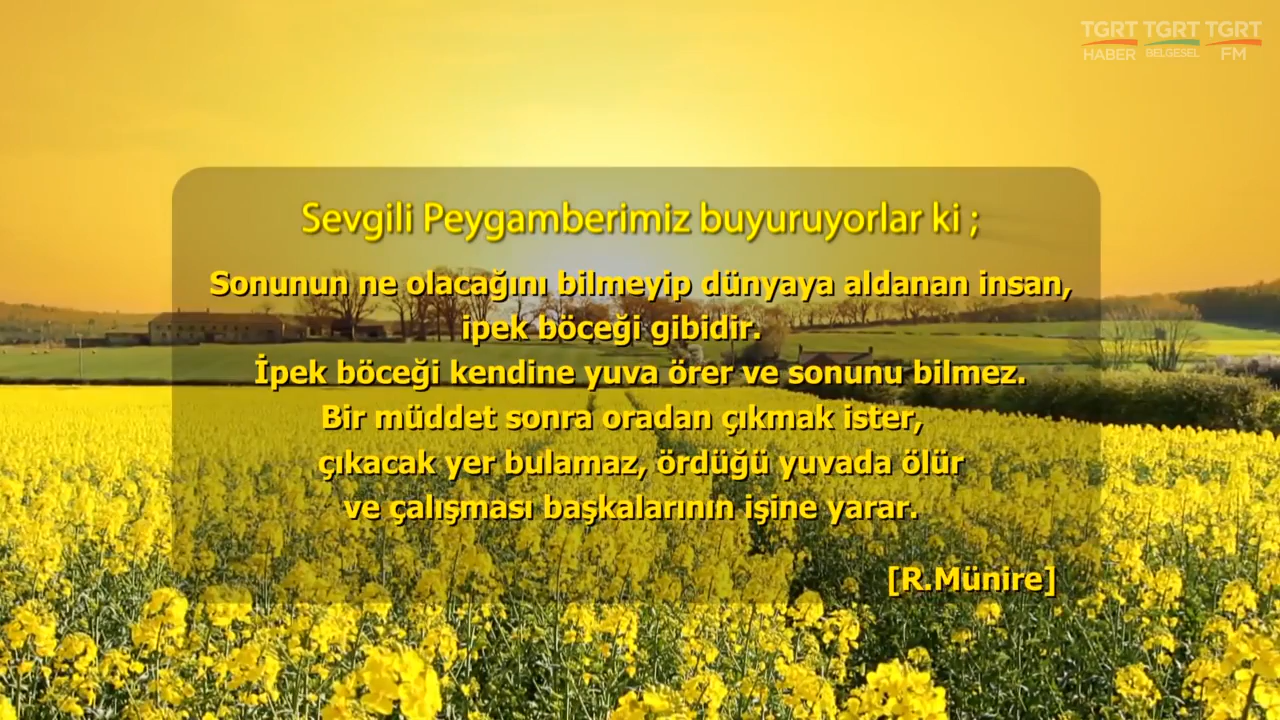 TGRT TGRT TGRT
HABER BELGESEL FM
Sevgili Peygamberimiz buyuruyorlar ki ;
Sonunun ne olacağını bilmeyip dünyaya aldanan insan,
ipek böceği gibidir.
İpek böceği kendine yuva örer ve sonunu bilmez.
Bir müddet sonra oradan çıkmak ister,
çıkacak yer bulamaz, ördüğü yuvada ölür
ve çalışması başkalarının işine yarar.
[R.Münire]